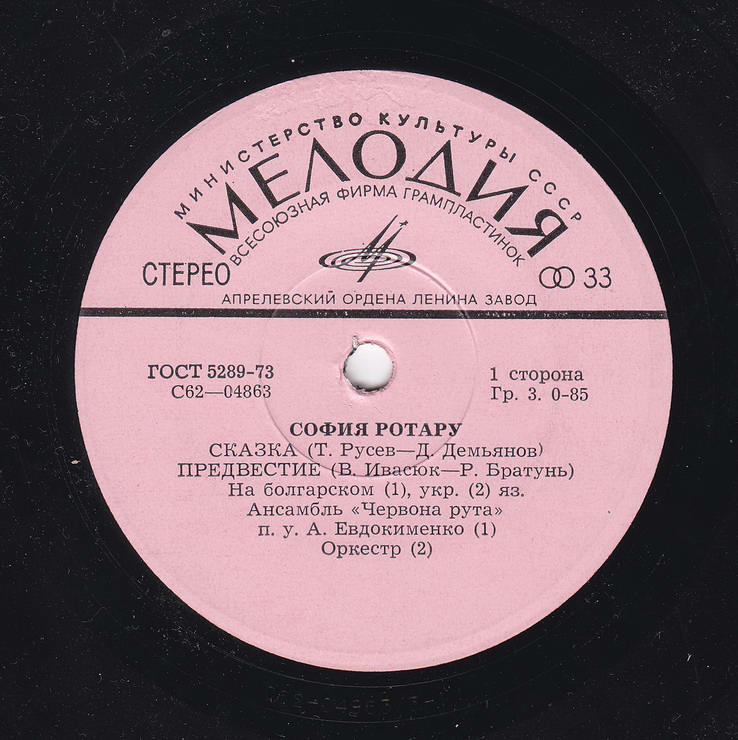 МИНИСТЕРСТВО КУЛЬТУРЫ СССР
МЕЛОДИЯ
ВСЕСОЮЗНАЯ ФИРМА ГРАМПЛАСТИНОК
СТЕРЕО
33
АПРЕЛЕВСКИЙ ОРДЕНА ЛЕНИНА ЗАВОД
ГОСТ 5289-73
С62—04863
1 сторона
Гр. 3. 0-85
СОФИЯ РОТАРУ
СКАЗКА (Т. Русев—Д. Демьянов)
ПРЕДВЕСТИЕ (В. Ивасюк—Р. Братунь)
На болгарском (1), укр. (2) яз.
Ансамбль «Червона рута»
п. у. А. Евдокименко (1)
Оркестр (2)